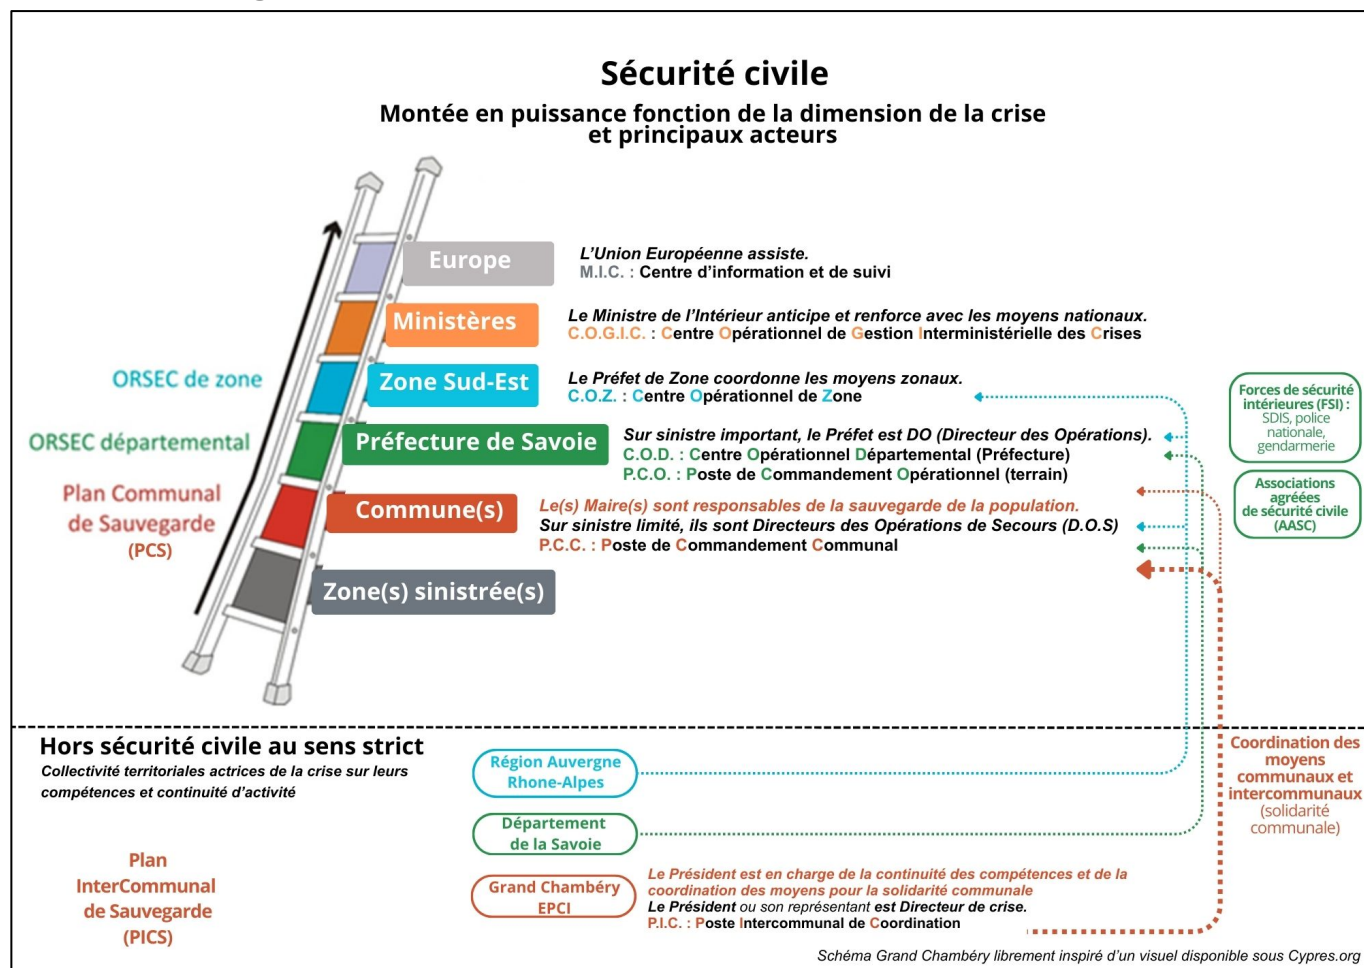 Sécurité civile
Montée en puissance fonction de la dimension de la crise
et principaux acteurs
Europe
L’Union Européenne assiste.
M.I.C. : Centre d’information et de suivi
Ministères
Le Ministre de l’Intérieur anticipe et renforce avec les moyens nationaux.
C.O.G.I.C. : Centre Opérationnel de Gestion Interministérielle des Crises
ORSEC de zone
Zone Sud-Est
Le Préfet de Zone coordonne les moyens zonaux.
C.O.Z. : Centre Opérationnel de Zone
ORSEC départemental
Préfecture de Savoie
Sur sinistre important, le Préfet est DO (Directeur des Opérations).
C.O.D. : Centre Opérationnel Départemental (Préfecture)
P.C.O. : Poste de Commandement Opérationnel (terrain)
Plan Communal
de Sauvegarde
(PCS)
Commune(s)
Le(s) Maire(s) sont responsables de la sauvegarde de la population.
Sur sinistre limité, ils sont Directeurs des Opérations de Secours (D.O.S)
P.C.C. : Poste de Commandement Communal
Zone(s) sinistrée(s)
Forces de sécurité
intérieures (FSI) :
SDIS, police
nationale,
gendarmerie
Associations
agréées
de sécurité civile
(AASC)
Hors sécurité civile au sens strict
Collectivité territoriales actrices de la crise sur leurs
compétences et continuité d’activité
Région Auvergne
Rhone-Alpes
Département
de la Savoie
Plan
InterCommunal
de Sauvegarde
(PICS)
Grand Chambéry
EPCI
Le Président est en charge de la continuité des compétences et de la
coordination des moyens pour la solidarité communale
Le Président ou son représentant est Directeur de crise.
P.I.C. : Poste Intercommunal de Coordination
Coordination des
moyens
communaux et
intercommunaux
(solidarité
communale)
Schéma Grand Chambéry librement inspiré d’un visuel disponible sous Cypres.org